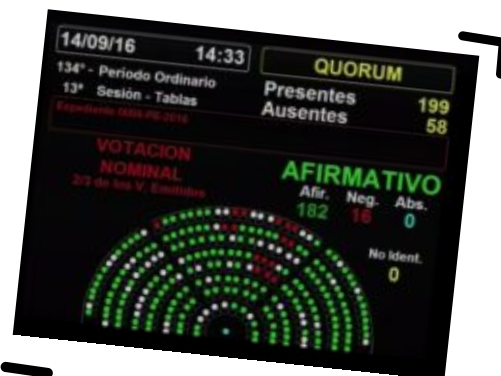 14/09/16 14:33
134° - Periodo Ordinario
13ª Sesión - Tablas
QUORUM
Presentes 199
Ausentes 58
VOTACION
NOMINAL
2/3 de los V. Emitidos
AFIRMATIVO
Afir. Neg. Abs.
182 16 0
No Ident.
0